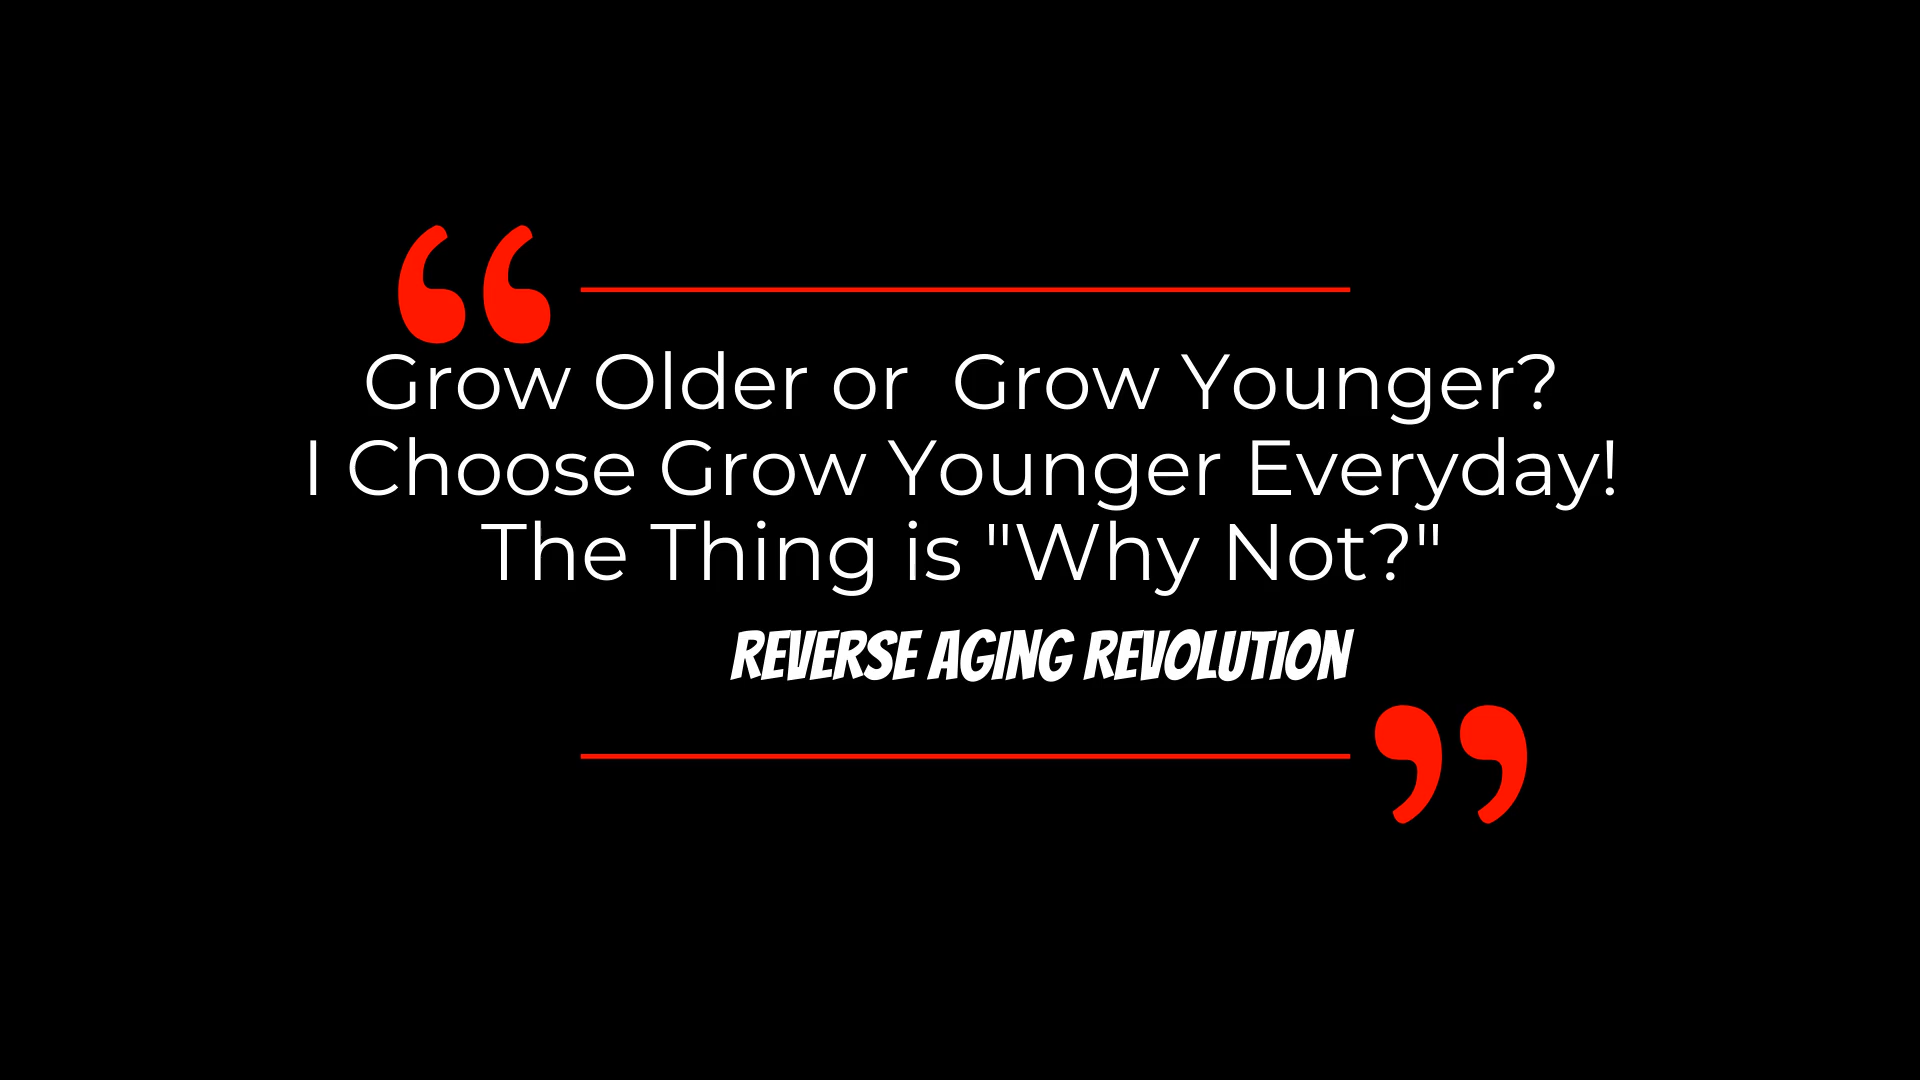 “
Grow Older or  Grow Younger?
I Choose Grow Younger Everyday!
The Thing is "Why Not?"
REVERSE AGING REVOLUTION
”